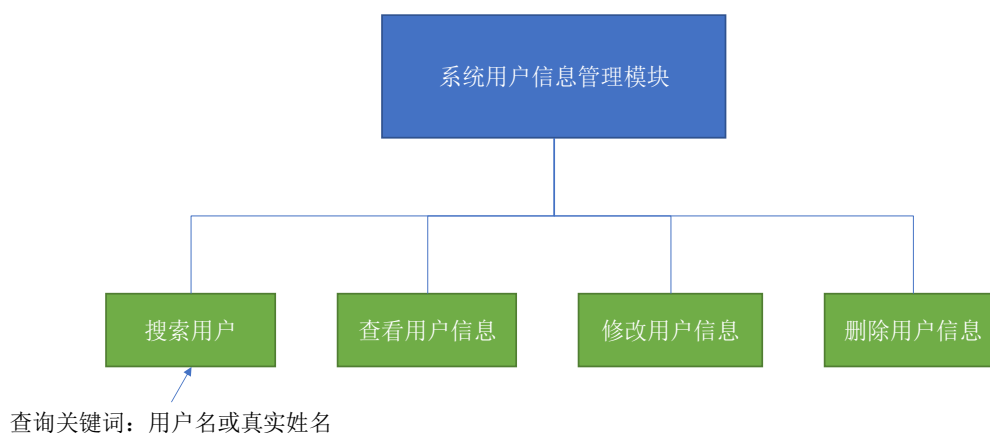 系统用户信息管理模块
搜索用户
查看用户信息
修改用户信息
删除用户信息
查询关键词：用户名或真实姓名